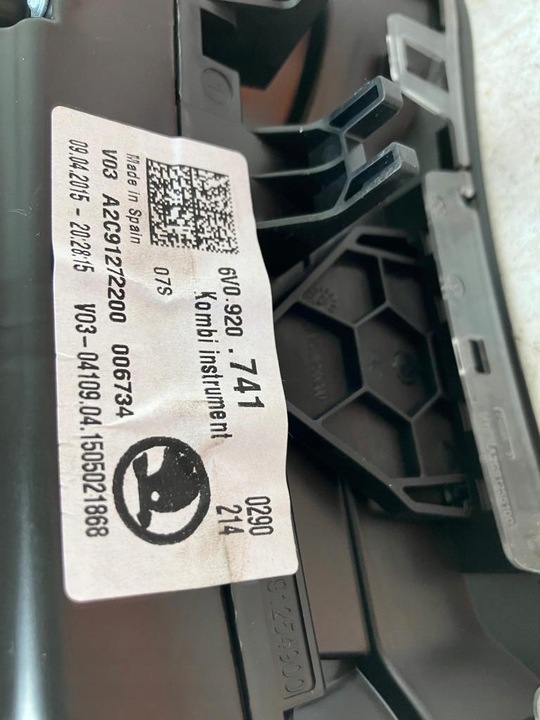 6V0.920.741
Kombi instrument
0290
214
07S
Made in Spain
V03 A2C91272200 006734
09.04.2015 - 20:28:15 V03-04109.04.1505021868